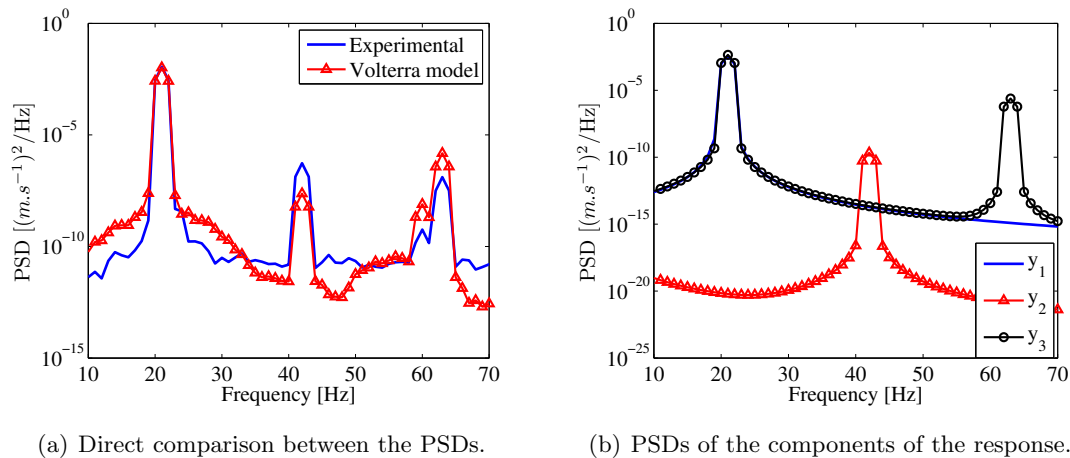 10^0
10^-5
10^-10
10^-15
PSD [(m.s^-1)^2/Hz]
10 20 30 40 50 60 70
Frequency [Hz]
Experimental
Volterra model
(a) Direct comparison between the PSDs.
10^0
10^-5
10^-10
10^-15
10^-20
10^-25
PSD [(m.s^-1)^2/Hz]
10 20 30 40 50 60 70
Frequency [Hz]
y_1
y_2
y_3
(b) PSDs of the components of the response.